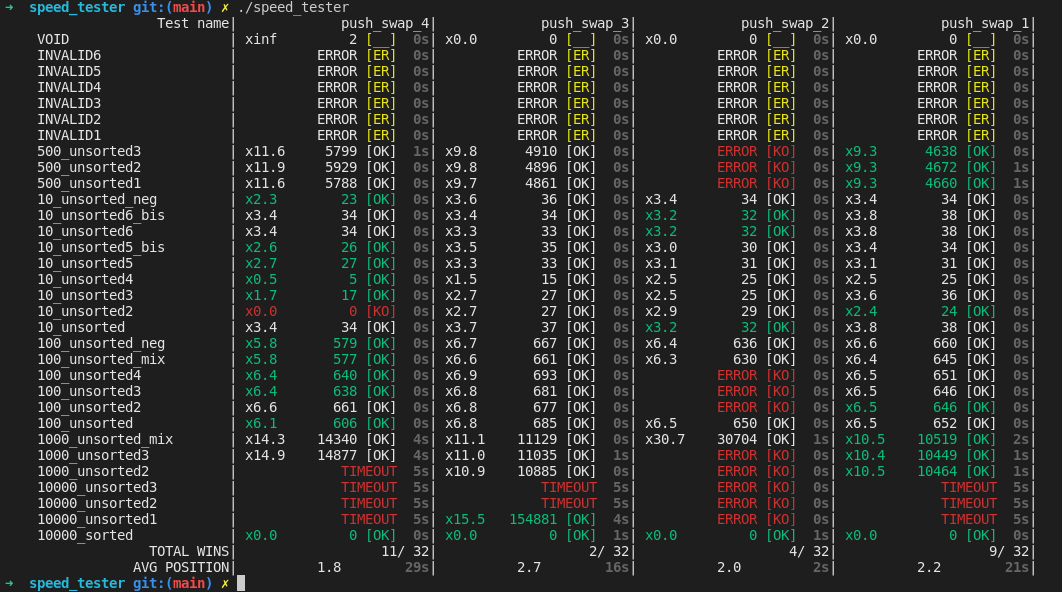 ➜  speed_tester git:(main) ✗ ./speed_tester
Test name| push_swap_4| push_swap_3| push_swap_2| push_swap_1|
VOID | xinf 2 [__] 0s| x0.0 0 [__] 0s| x0.0 0 [__] 0s| x0.0 0 [__] 0s|
INVALID6 | ERROR [ER] 0s| ERROR [ER] 0s| ERROR [ER] 0s| ERROR [ER] 0s|
INVALID5 | ERROR [ER] 0s| ERROR [ER] 0s| ERROR [ER] 0s| ERROR [ER] 0s|
INVALID4 | ERROR [ER] 0s| ERROR [ER] 0s| ERROR [ER] 0s| ERROR [ER] 0s|
INVALID3 | ERROR [ER] 0s| ERROR [ER] 0s| ERROR [ER] 0s| ERROR [ER] 0s|
INVALID2 | ERROR [ER] 0s| ERROR [ER] 0s| ERROR [ER] 0s| ERROR [ER] 0s|
INVALID1 | ERROR [ER] 0s| ERROR [ER] 0s| ERROR [ER] 0s| ERROR [ER] 0s|
500_unsorted3 | x11.6 5799 [OK] 1s| x9.8 4910 [OK] 0s| ERROR [KO] 0s| x9.3 4638 [OK] 0s|
500_unsorted2 | x11.9 5929 [OK] 0s| x9.8 4896 [OK] 0s| ERROR [KO] 0s| x9.3 4672 [OK] 1s|
500_unsorted1 | x11.6 5788 [OK] 0s| x9.7 4861 [OK] 0s| ERROR [KO] 0s| x9.3 4660 [OK] 1s|
10_unsorted_neg | x2.3 23 [OK] 0s| x3.6 36 [OK] 0s| x3.4 34 [OK] 0s| x3.4 34 [OK] 0s|
10_unsorted6_bis | x3.4 34 [OK] 0s| x3.4 34 [OK] 0s| x3.2 32 [OK] 0s| x3.8 38 [OK] 0s|
10_unsorted6 | x3.4 34 [OK] 0s| x3.3 33 [OK] 0s| x3.2 32 [OK] 0s| x3.8 38 [OK] 0s|
10_unsorted5_bis | x2.6 26 [OK] 0s| x3.5 35 [OK] 0s| x3.0 30 [OK] 0s| x3.4 34 [OK] 0s|
10_unsorted5 | x2.7 27 [OK] 0s| x3.3 33 [OK] 0s| x3.1 31 [OK] 0s| x3.1 31 [OK] 0s|
10_unsorted4 | x0.5 5 [OK] 0s| x1.5 15 [OK] 0s| x2.5 25 [OK] 0s| x2.5 25 [OK] 0s|
10_unsorted3 | x1.7 17 [OK] 0s| x2.7 27 [OK] 0s| x2.5 25 [OK] 0s| x3.6 36 [OK] 0s|
10_unsorted2 | x0.0 0 [KO] 0s| x2.7 27 [OK] 0s| x2.9 29 [OK] 0s| x2.4 24 [OK] 0s|
10_unsorted | x3.4 34 [OK] 0s| x3.7 37 [OK] 0s| x3.2 32 [OK] 0s| x3.8 38 [OK] 0s|
100_unsorted_neg | x5.8 579 [OK] 0s| x6.7 667 [OK] 0s| x6.4 636 [OK] 0s| x6.6 660 [OK] 0s|
100_unsorted_mix | x5.8 577 [OK] 0s| x6.6 661 [OK] 0s| x6.3 630 [OK] 0s| x6.4 645 [OK] 0s|
100_unsorted4 | x6.4 640 [OK] 0s| x6.9 693 [OK] 0s| ERROR [KO] 0s| x6.5 651 [OK] 0s|
100_unsorted3 | x6.4 638 [OK] 0s| x6.8 681 [OK] 0s| ERROR [KO] 0s| x6.5 646 [OK] 0s|
100_unsorted2 | x6.6 661 [OK] 0s| x6.8 677 [OK] 0s| ERROR [KO] 0s| x6.5 646 [OK] 0s|
100_unsorted | x6.1 606 [OK] 0s| x6.8 685 [OK] 0s| x6.5 650 [OK] 0s| x6.5 652 [OK] 0s|
1000_unsorted_mix | x14.3 14340 [OK] 4s| x11.1 11129 [OK] 0s| x30.7 30704 [OK] 1s| x10.5 10519 [OK] 2s|
1000_unsorted3 | x14.9 14877 [OK] 4s| x11.0 11035 [OK] 1s| ERROR [KO] 0s| x10.4 10449 [OK] 1s|
1000_unsorted2 | TIMEOUT 5s| x10.9 10885 [OK] 0s| ERROR [KO] 0s| x10.5 10464 [OK] 1s|
10000_unsorted3 | TIMEOUT 5s| TIMEOUT 5s| ERROR [KO] 0s| TIMEOUT 5s|
10000_unsorted2 | TIMEOUT 5s| TIMEOUT 5s| ERROR [KO] 0s| TIMEOUT 5s|
10000_unsorted1 | TIMEOUT 5s| x15.5 154881 [OK] 4s| ERROR [KO] 0s| TIMEOUT 5s|
10000_sorted | x0.0 0 [OK] 0s| x0.0 0 [OK] 1s| x0.0 0 [OK] 1s| x0.0 0 [OK] 0s|
TOTAL WINS| 11/ 32| 2/ 32| 4/ 32| 9/ 32|
AVG POSITION| 1.8 29s| 2.7 16s| 2.0 2s| 2.2 21s|
➜  speed_tester git:(main) ✗